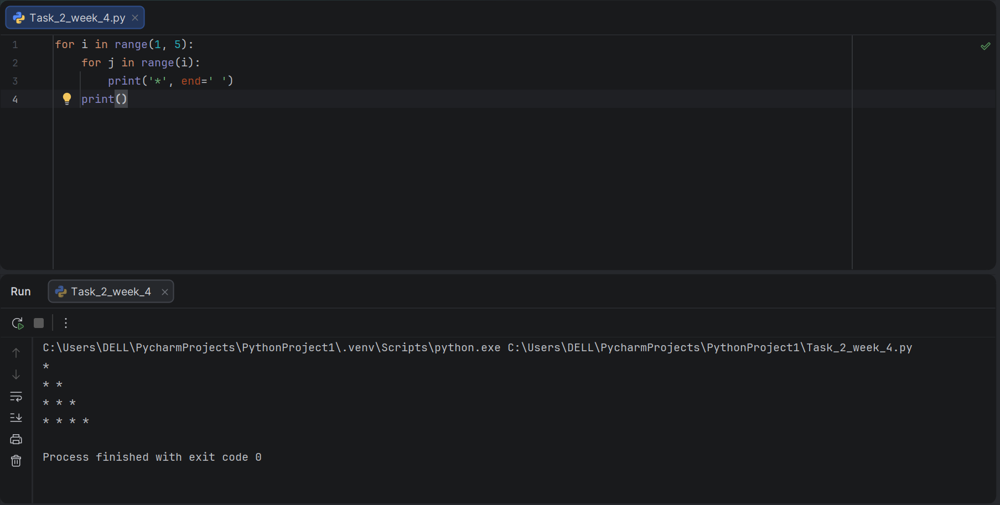 Task_2_week_4.py
1 for i in range(1, 5):
2     for j in range(i):
3         print('*', end=' ')
4     print()
Run Task_2_week_4
C:\Users\DELL\PycharmProjects\PythonProject1\.venv\Scripts\python.exe C:\Users\DELL\PycharmProjects\PythonProject1\Task_2_week_4.py
*
* *
* * *
* * * *
Process finished with exit code 0